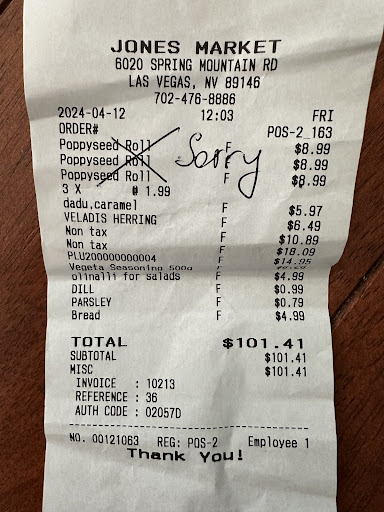 JONES MARKET
6020 SPRING MOUNTAIN RD
LAS VEGAS, NV 89146
702-476-8886
2024-04-12 12:03 FRI
ORDER# POS-2 163
Poppyseed Roll F $8.99
Poppyseed Roll Sorry F $8.99
Poppyseed Roll F $8.99
3 X # 1.99
dadu,caramel F $5.97
VELADIS HERRING F $6.49
Non tax F $10.89
Non tax F $18.09
PLU200000000004 F $14.95
Vegeta Seasoning 500g
olinalli for salads F $4.99
DILL F $0.99
PARSLEY F $0.79
Bread F $4.99
TOTAL $101.41
SUBTOTAL $101.41
MISC $101.41
INVOICE : 10213
REFERENCE : 36
AUTH CODE : 02057D
NO. 00121063 REG: POS-2 Employee 1
Thank You!